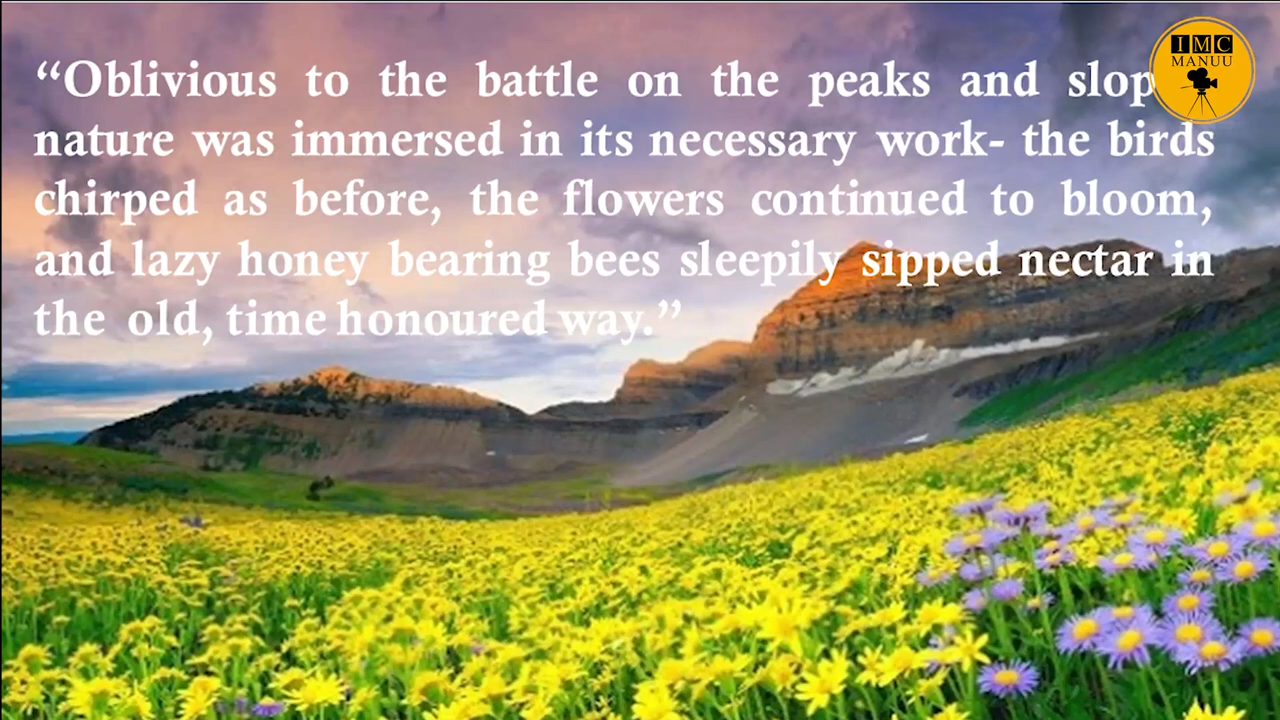 “Oblivious to the battle on the peaks and slop
nature was immersed in its necessary work- the birds
chirped as before, the flowers continued to bloom,
and lazy honey bearing bees sleepily sipped nectar in
the old, time honoured way.”
IMC
MANUU